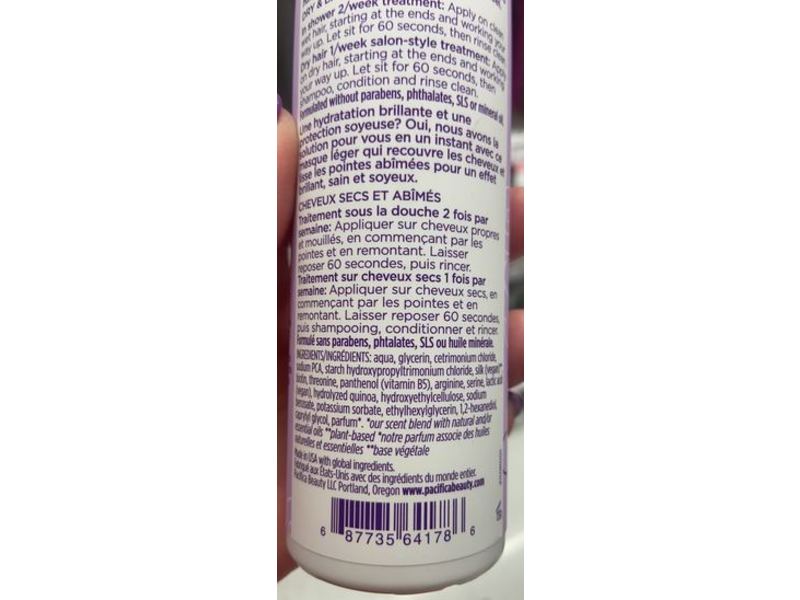 DRY &
In shower 2/week treatment: Apply on clean
wet hair, starting at the ends and working your
way up. Let sit for 60 seconds, then rinse clean.
Dry hair 1/week salon-style treatment: Apply
on dry hair, starting at the ends and working
your way up. Let sit for 60 seconds, then
shampoo, condition and rinse clean.
Formulated without parabens, phthalates, SLS or mineral oil.
Une hydratation brillante et une
protection soyeuse? Oui, nous avons la
solution pour vous en un instant avec ce
masque léger qui recouvre les cheveux et
lisse les pointes abîmées pour un effet
brillant, sain et soyeux.
CHEVEUX SECS ET ABÎMÉS
Traitement sous la douche 2 fois par
semaine: Appliquer sur cheveux propres
et mouillés, en commençant par les
pointes et en remontant. Laisser
reposer 60 secondes, puis rincer.
Traitement sur cheveux secs 1 fois par
semaine: Appliquer sur cheveux secs, en
commençant par les pointes et en
remontant. Laisser reposer 60 secondes,
puis shampooing, conditionner et rincer.
Formulé sans parabens, phtalates, SLS ou huile minérale.
INGREDIENTS/INGRÉDIENTS: aqua, glycerin, cetrimonium chloride,
sodium PCA, starch hydroxypropyltrimonium chloride, silk (vegan)**
biotin, threonine, panthenol (vitamin B5), arginine, serine, lactic acid
(vegan), hydrolyzed quinoa, hydroxyethylcellulose, sodium
benzoate, potassium sorbate, ethylhexylglycerin, 1,2-hexanediol,
caprylyl glycol, parfum*. *our scent blend with natural and/or
essential oils **plant-based *notre parfum associe des huiles
naturelles et essentielles **base végétale
Made in USA with global ingredients.
Fabriqué aux États-Unis avec des ingrédients du monde entier.
Pacifica Beauty LLC Portland, Oregon www.pacificabeauty.com
6 87735 64178 6